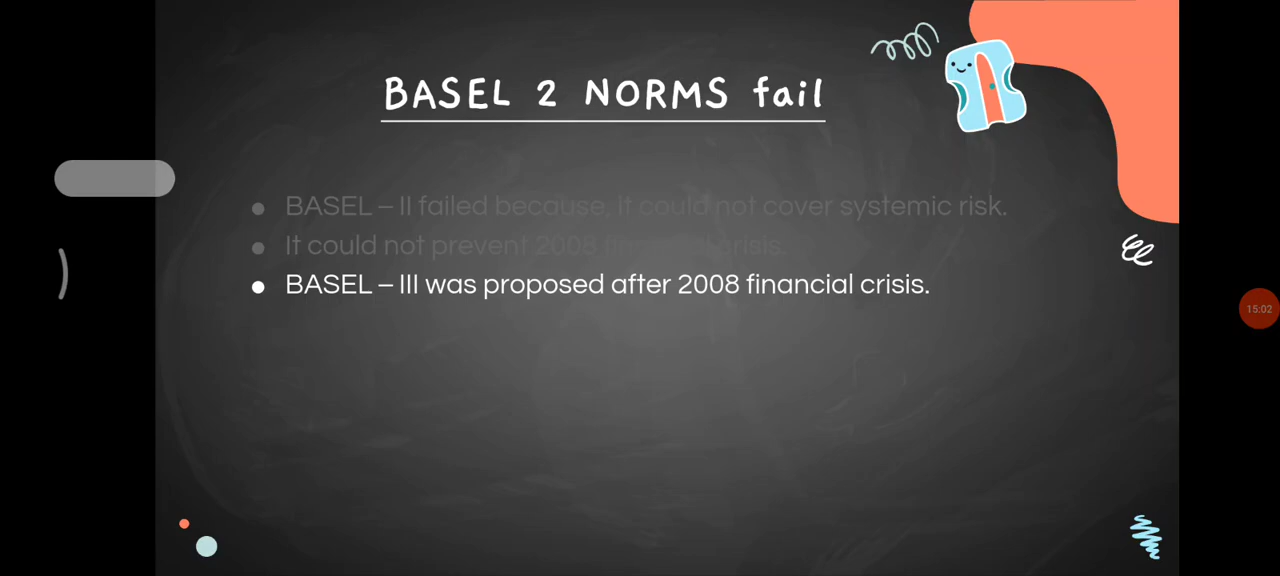 BASEL 2 NORMS fail
● BASEL – II failed because, it could not cover systemic risk.
● It could not prevent 2008 financial crisis.
● BASEL – III was proposed after 2008 financial crisis.
15:02